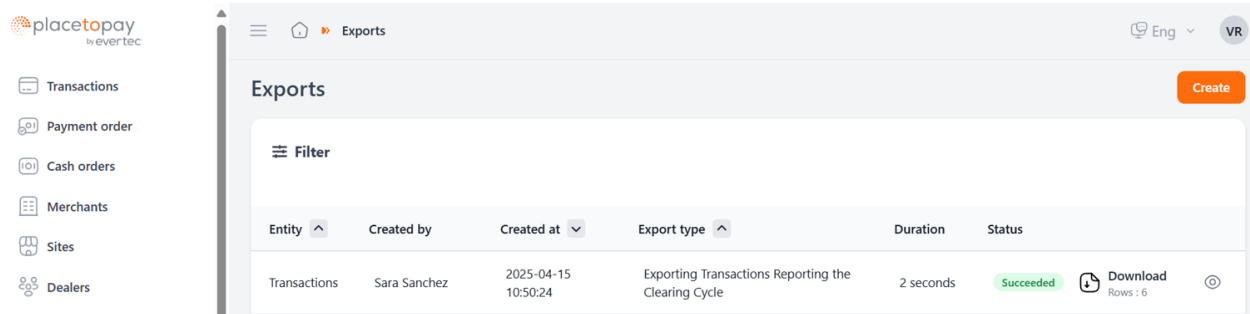 placetopay
by evertec
Transactions
Payment order
Cash orders
Merchants
Sites
Dealers
Exports
Eng
VR
Exports
Create
Filter
Entity Created by Created at Export type Duration Status
Transactions Sara Sanchez 2025-04-15 10:50:24 Exporting Transactions Reporting the Clearing Cycle 2 seconds Succeeded Download
Rows : 6